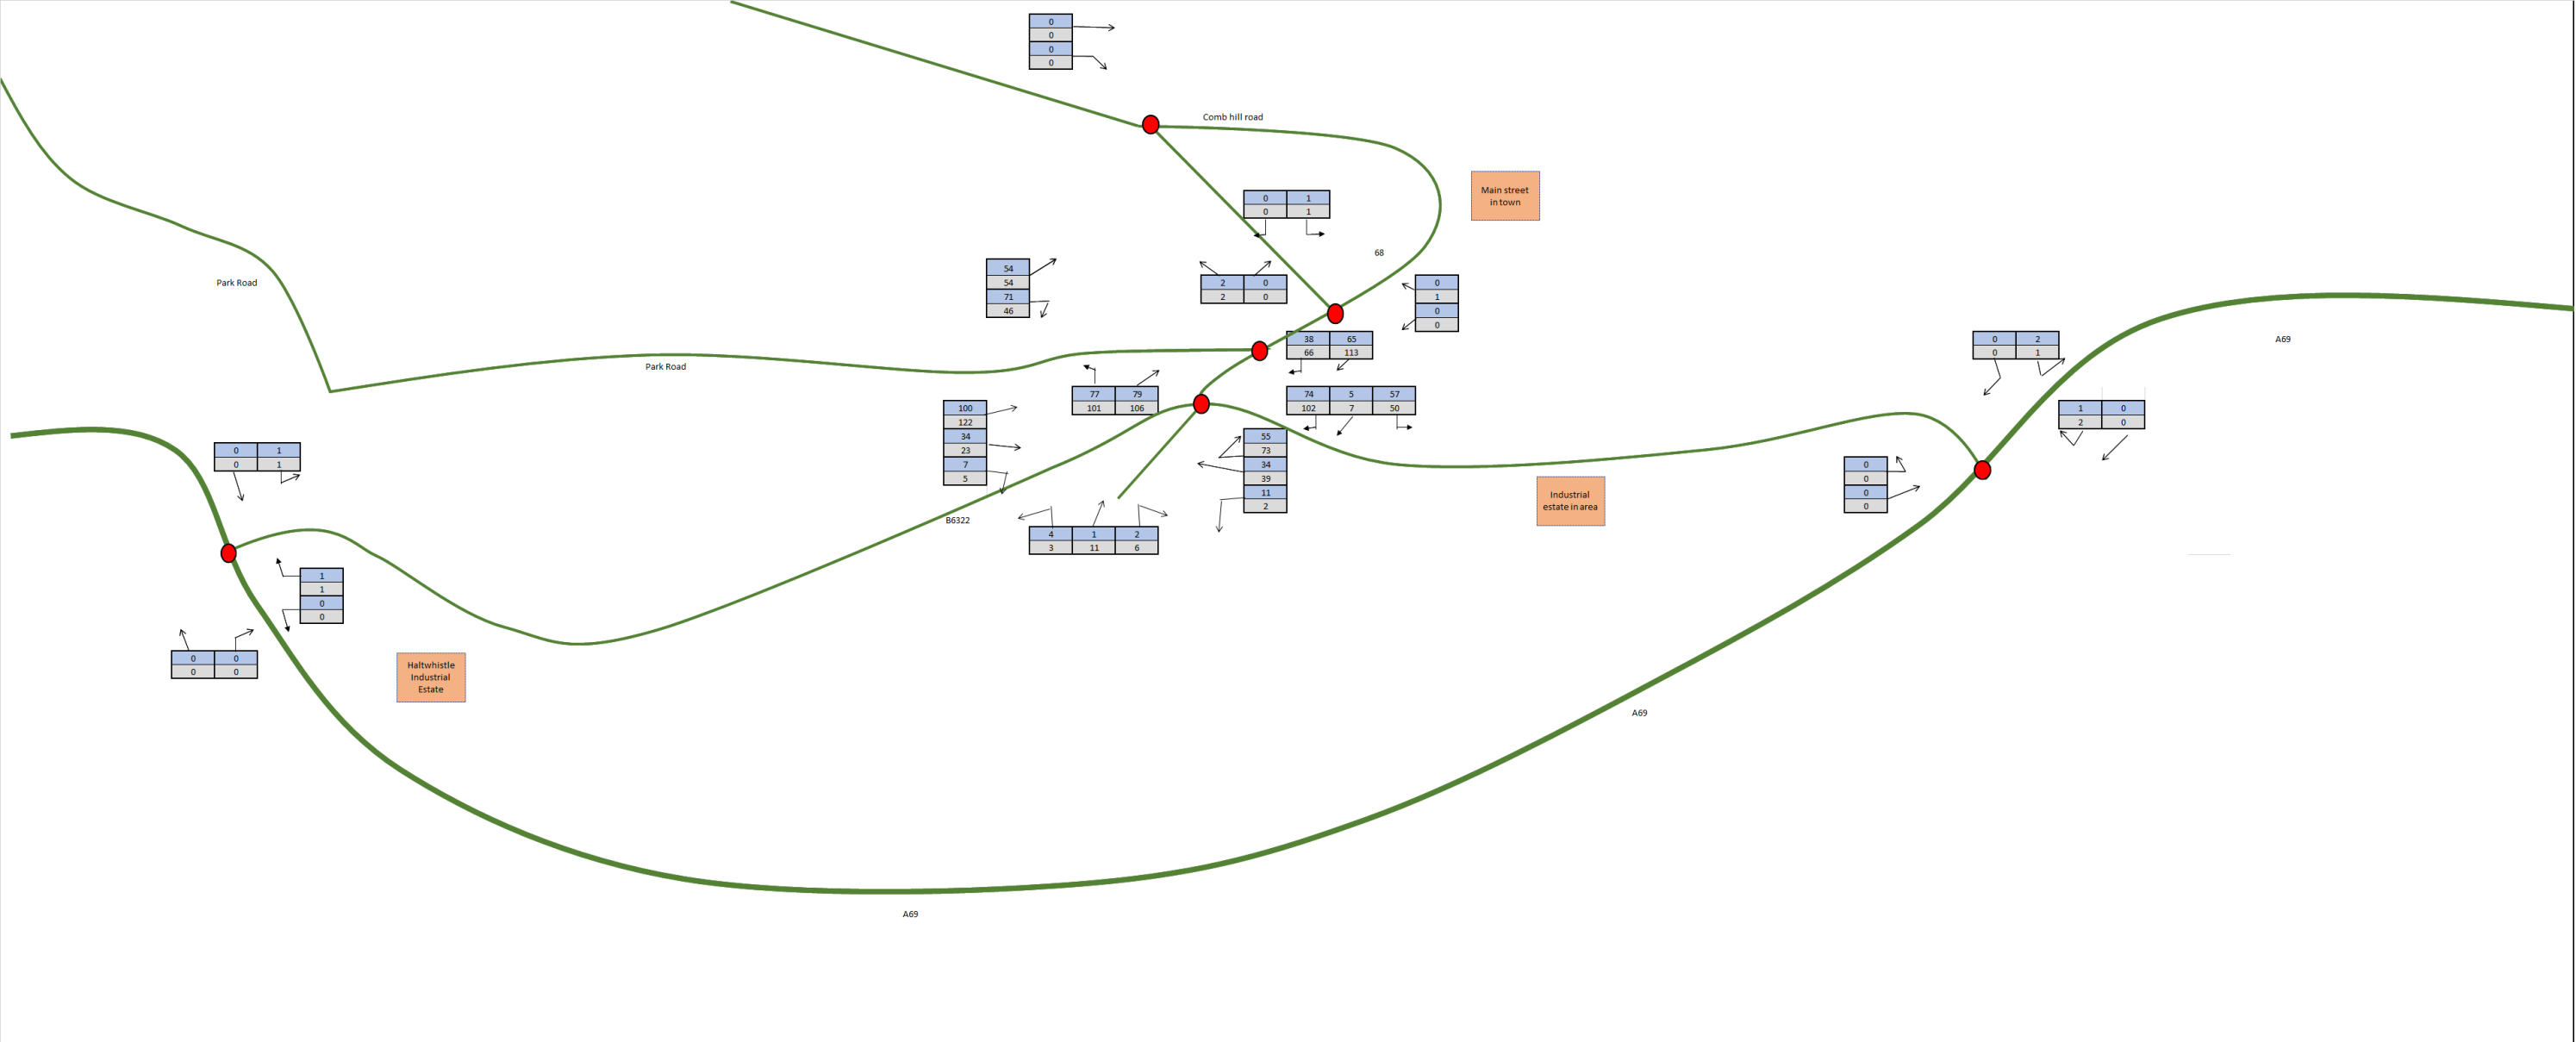 0
0
0
0
Comb hill road
Main street
in town
0 1
0 1
68
54
54
71
46
2 0
2 0
0
1
0
0
Park Road
38 65
66 113
0 2
0 1
A69
Park Road
77 79
101 106
74 5 57
102 7 50
100
122
34
23
7
5
1 0
2 0
55
73
34
39
11
2
0 1
0 1
0
0
0
0
Industrial
estate in area
B6322
4 1 2
3 11 6
1
1
0
0
0 0
0 0
Haltwhistle
Industrial
Estate
A69
A69